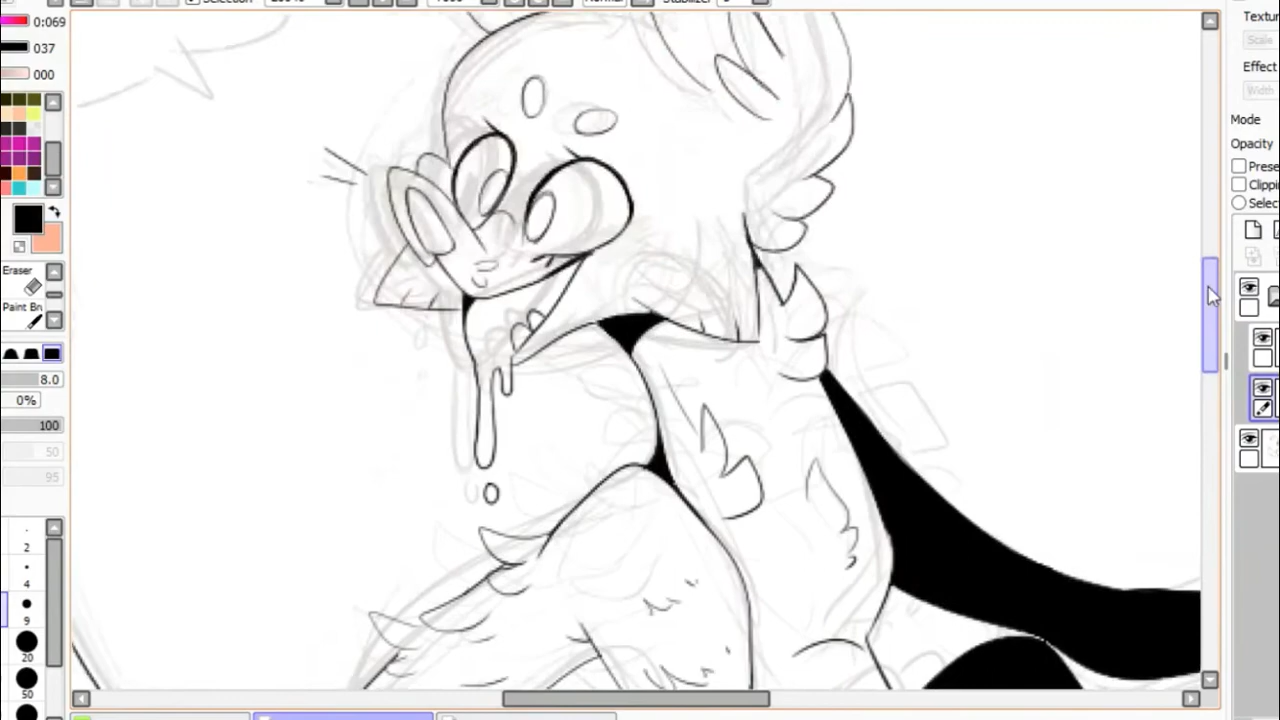 Selection
Normal
Stabilizer
0:069
037
000
Textur
Scale
Effect
Width
Mode
Opacity
Prese
Clippi
Selec
Eraser
Paint Br
8.0
0%
100
50
95
2
4
9
20
50